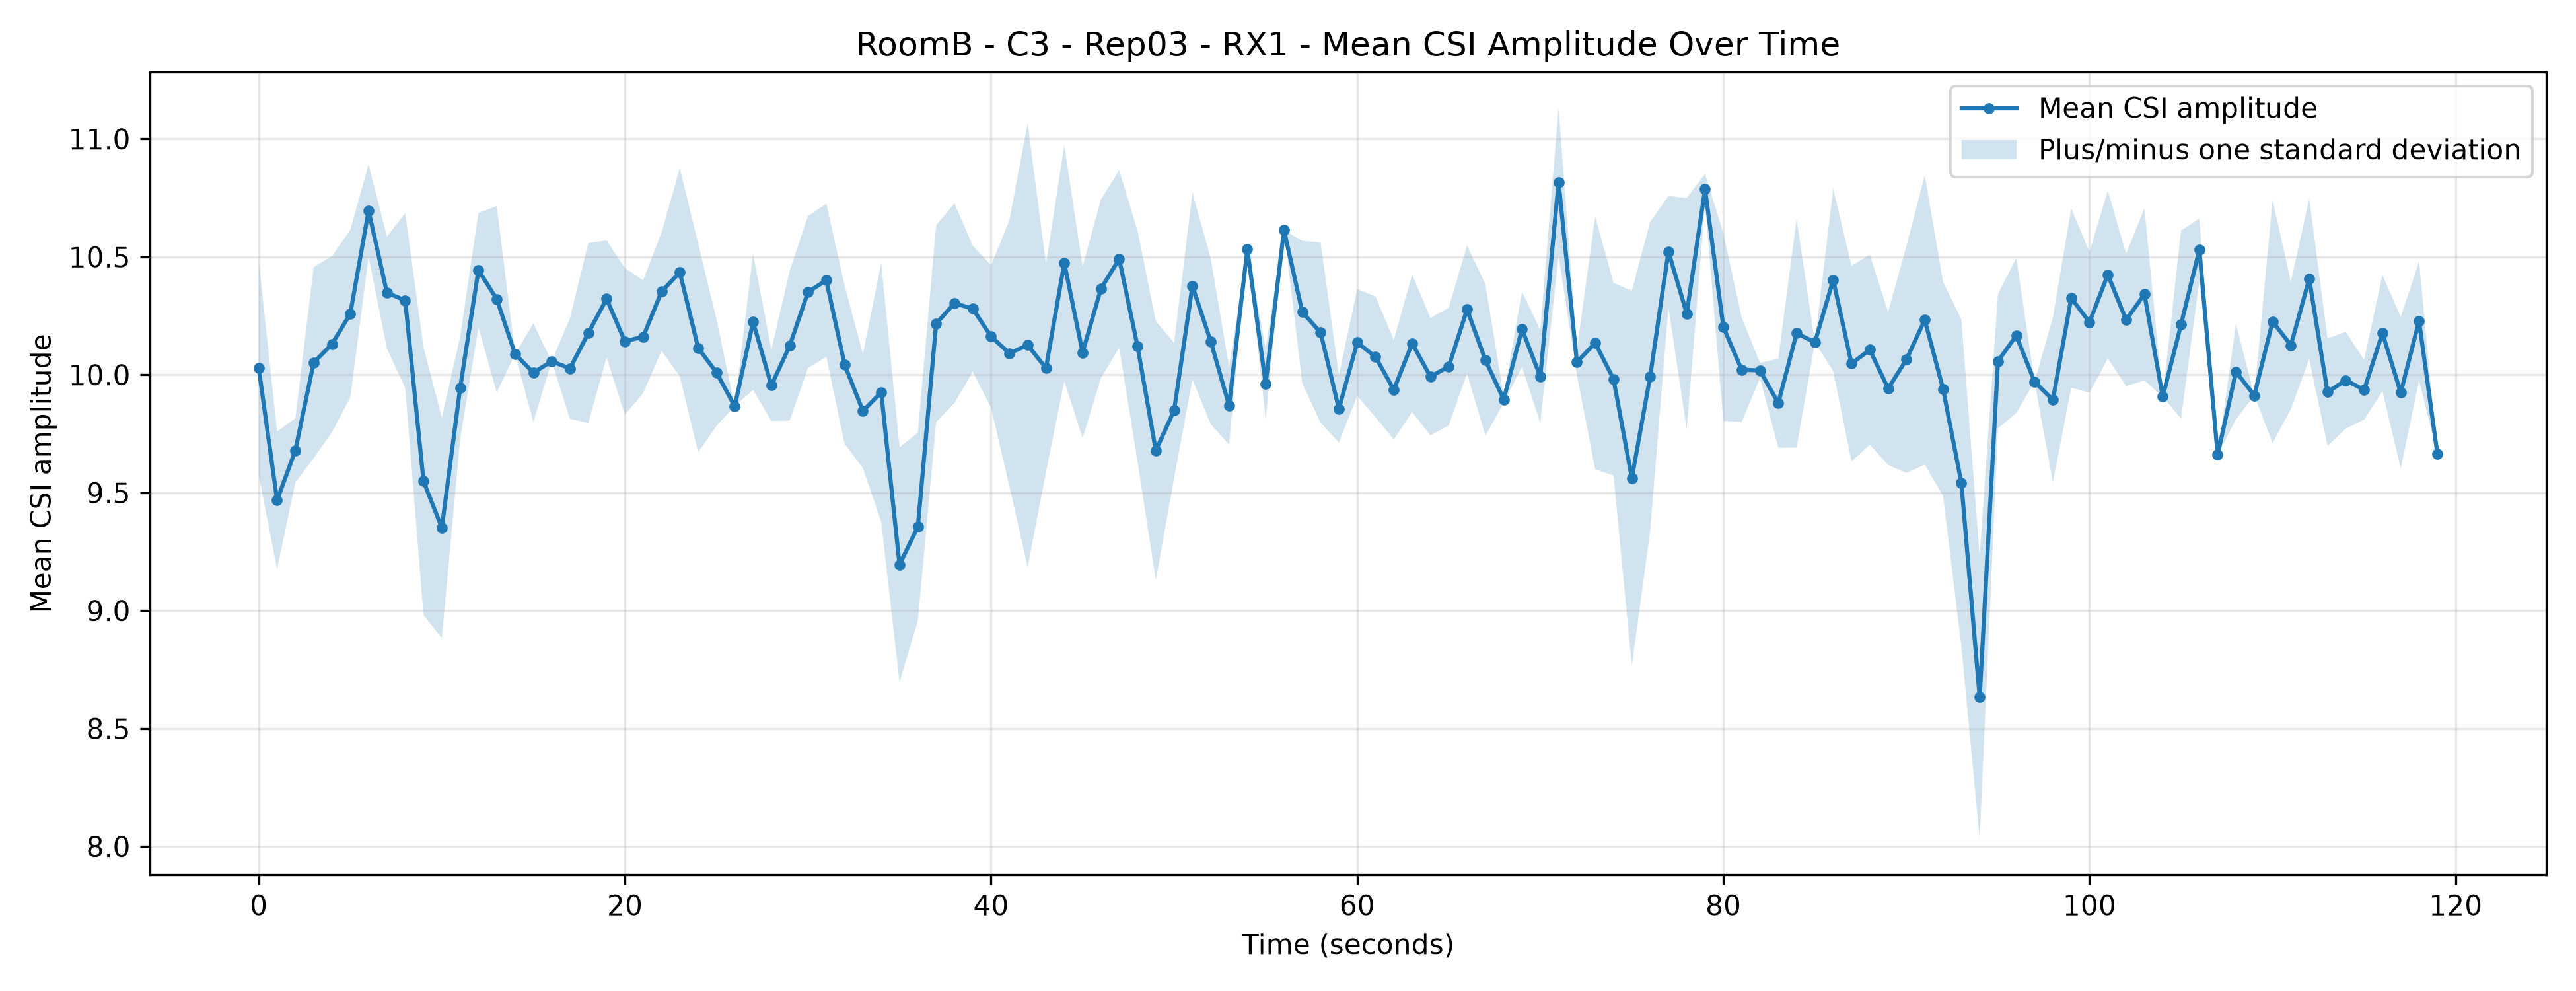 RoomB - C3 - Rep03 - RX1 - Mean CSI Amplitude Over Time
Mean CSI amplitude
Plus/minus one standard deviation
Mean CSI amplitude
11.0
10.5
10.0
9.5
9.0
8.5
8.0
0 20 40 60 80 100 120
Time (seconds)